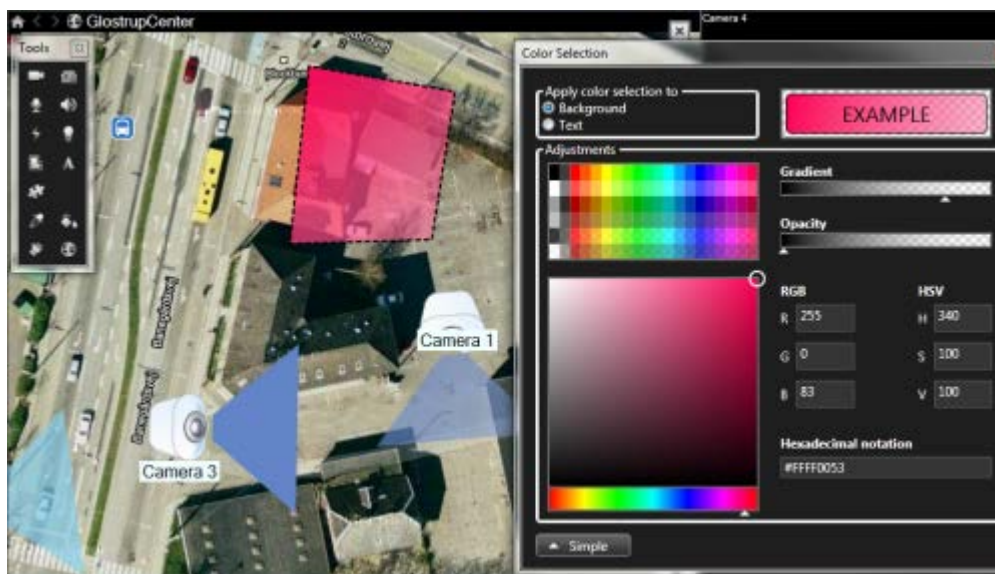 GlostrupCenter
Camera 4
Tools
Color Selection
Apply color selection to
Background
Text
EXAMPLE
Adjustments
Gradient
Opacity
RGB
HSV
R 255
H 340
G 0
S 100
B 83
V 100
Hexadecimal notation
#FFFF0053
Simple
A
Camera 1
Camera 3